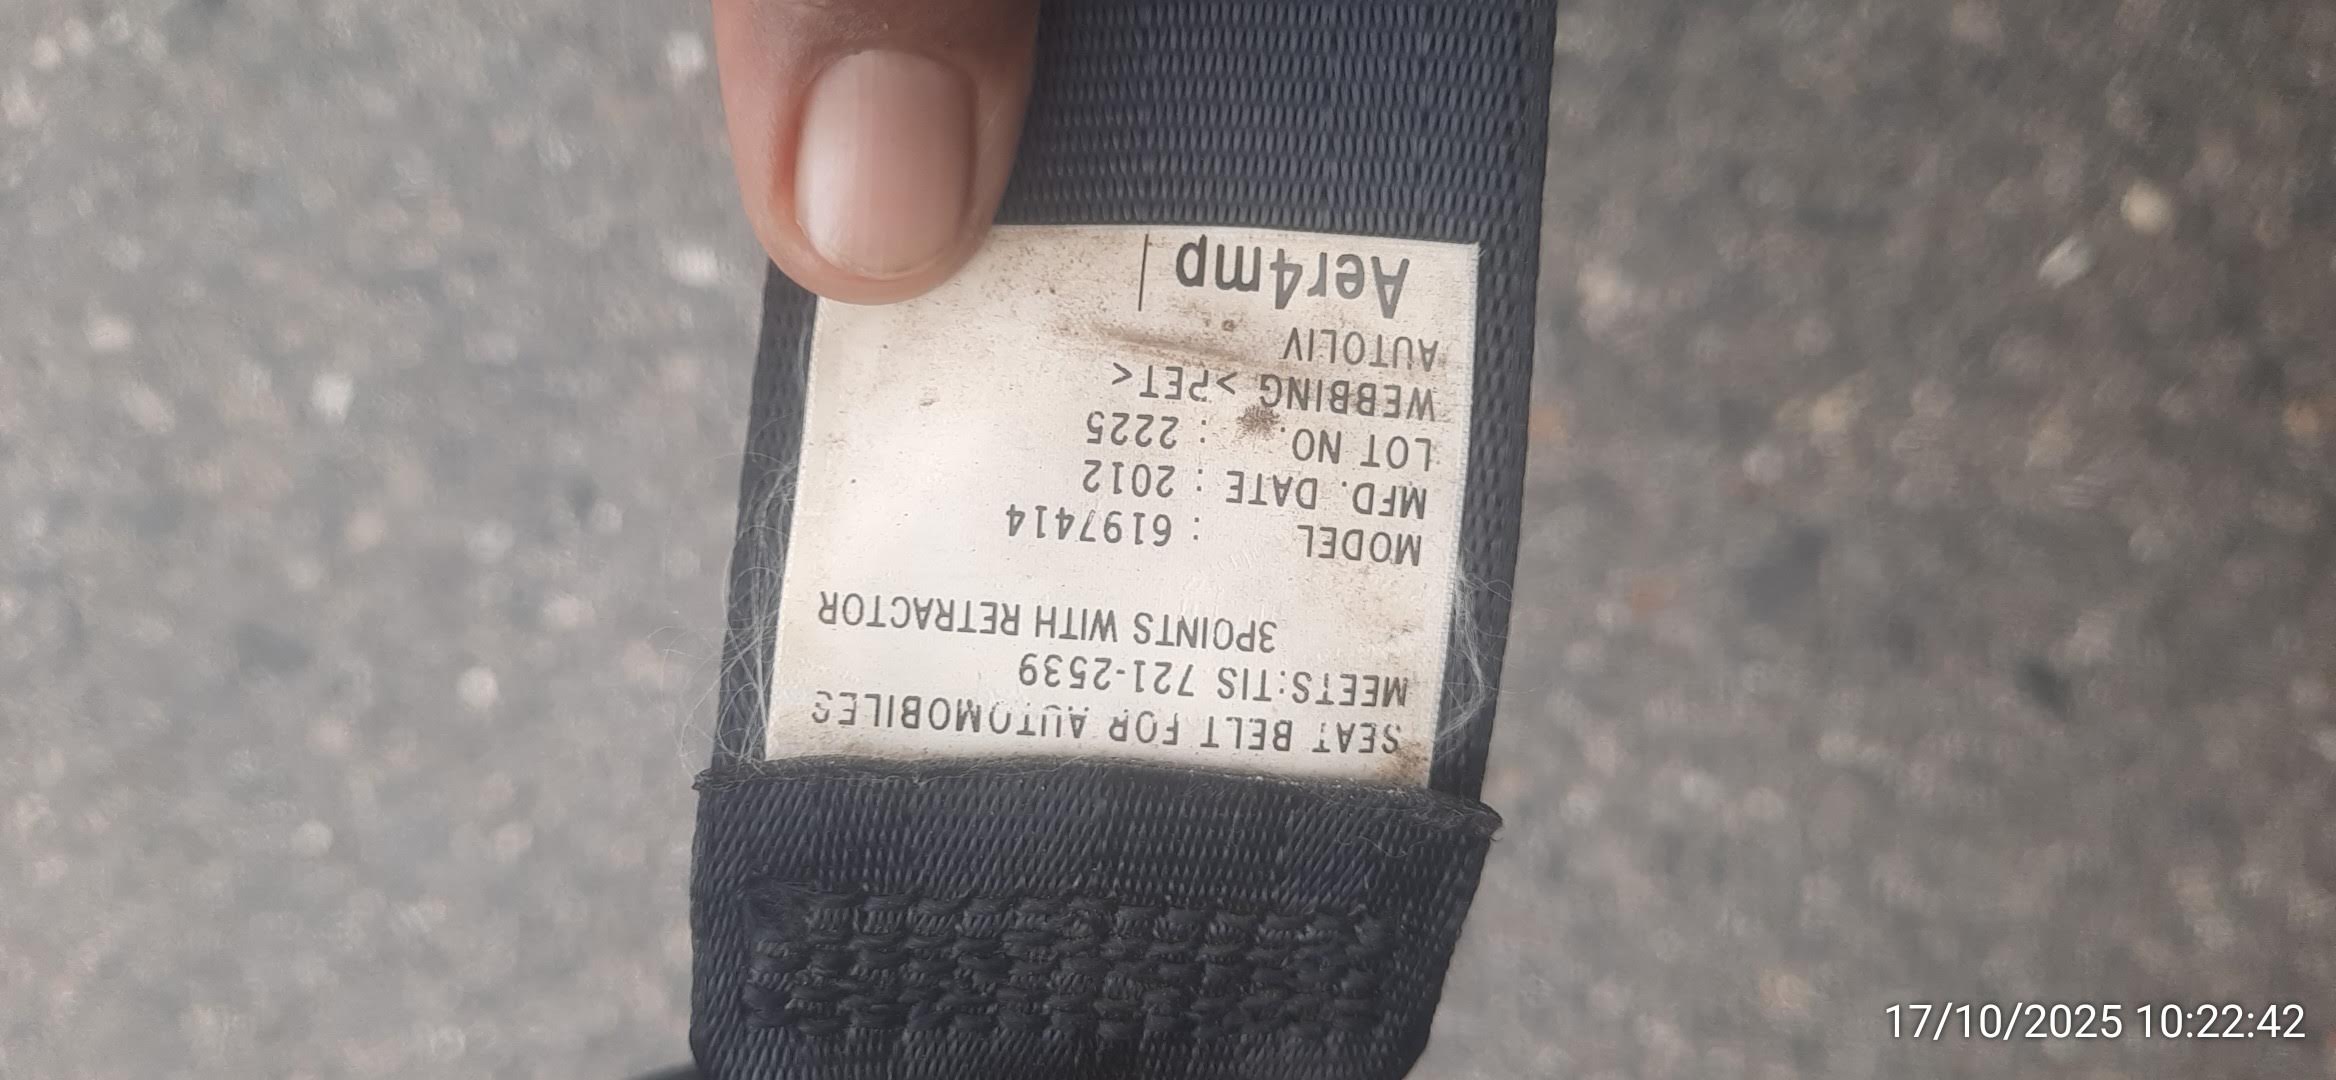 SEAT BELT FOR AUTOMOBILES
MEETS:TIS 721-2539
3POINTS WITH RETRACTOR
MODEL : 6197414
MFD. DATE : 2012
LOT NO. : 2225
WEBBING >PET<
AUTOLIV
Aer4mp |
17/10/2025 10:22:42